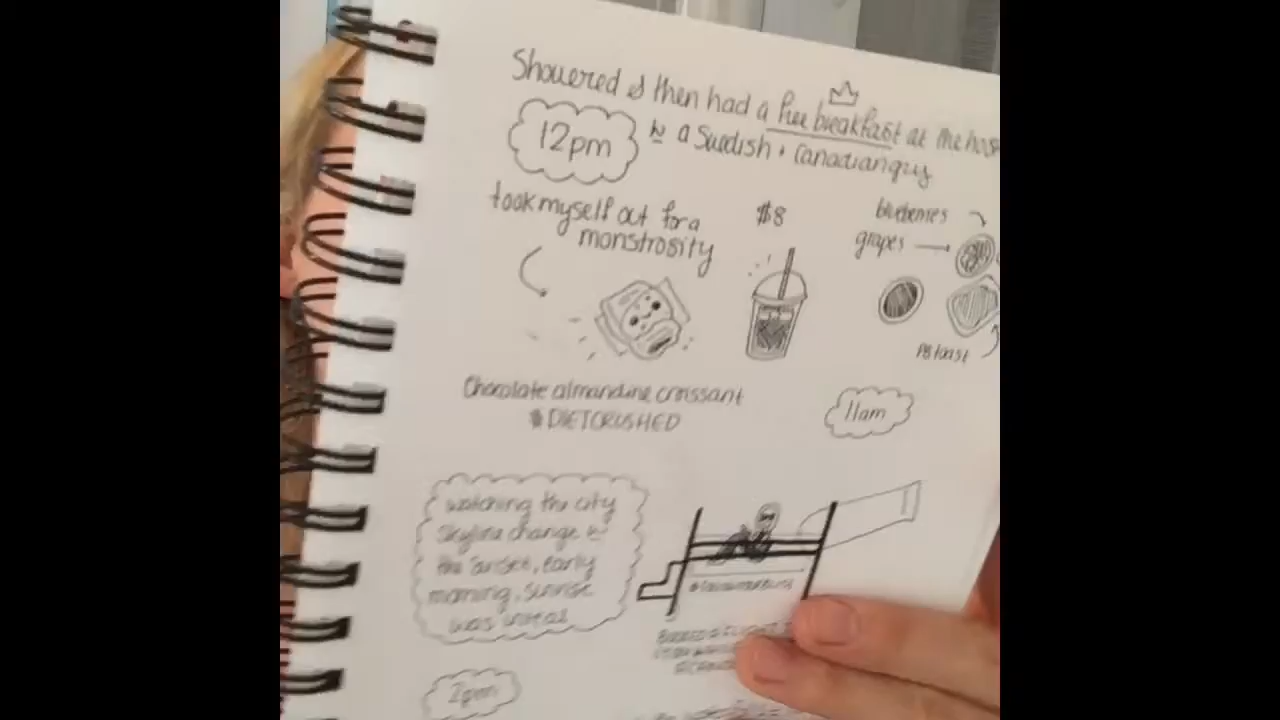 Showered & then had a free breakfast at the
12pm
w a Swedish + Canadian guy
took myself out for a
monstrosity
$8
blueberries
grapes
PB toast
Chocolate almandine croissant
$ DIETCRUSHED
11am
watching the city
skyline change w
the sunset, early
morning, sunrise
was unreal
2pm